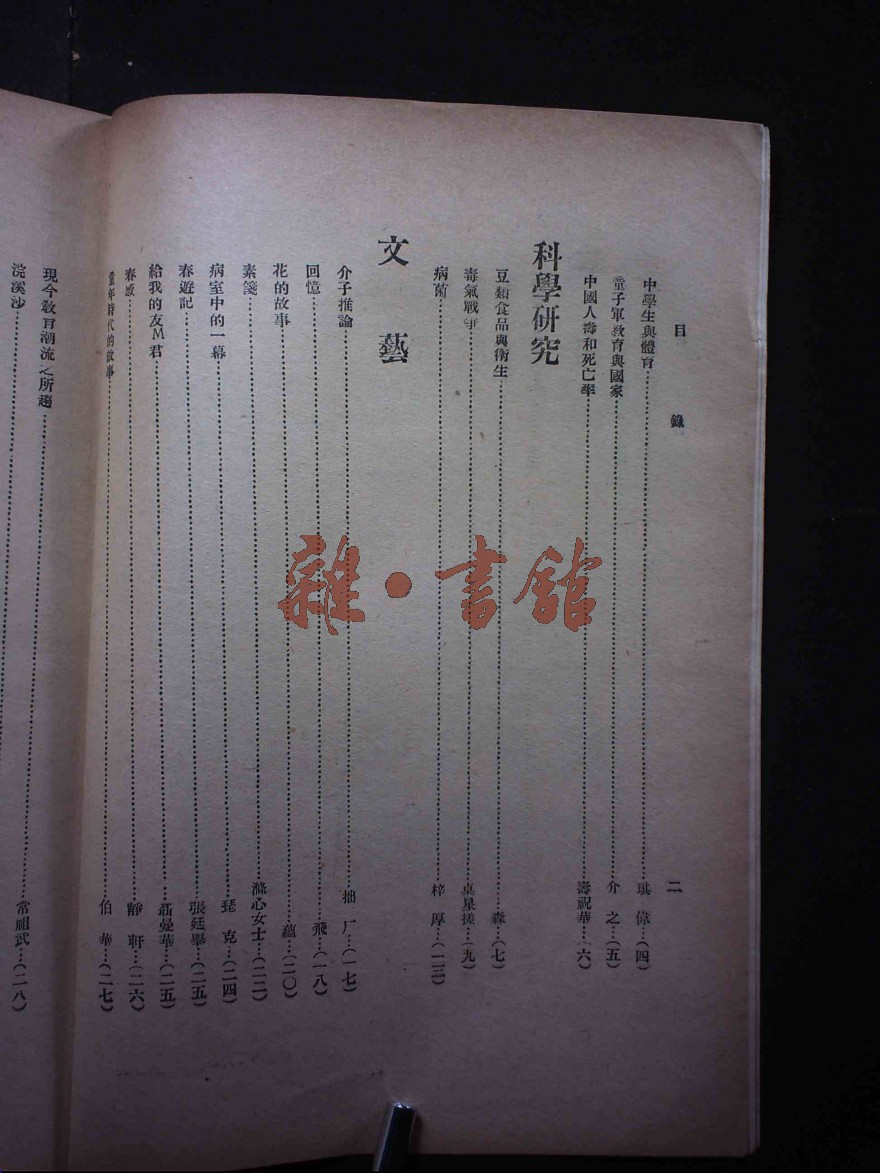 目錄
二
中學生與體育……琪偉…(四)
童子軍教育與國家……介之…(五)
中國人壽和死亡率……壽祝華…(六)
科學研究
豆類食品與衛生……森…(七)
毒氣戰爭……星搓…(九)
病菌……梓厚…(一三)
文藝
介子推論……拙厂…(一七)
回憶……飛…(一八)
花的故事……蘊…(二〇)
素箋……滌心女士…(二二)
病室中的一幕……琵克…(二四)
春遊記……張廷舉…(二五)
給我的友M君……莊曼華…(二五)
春感……靜軒…(二六)
童年時代的故事……伯華…(二七)
現今教育潮流之所趨
浣溪沙……常祖武…(二八)
雜·書館